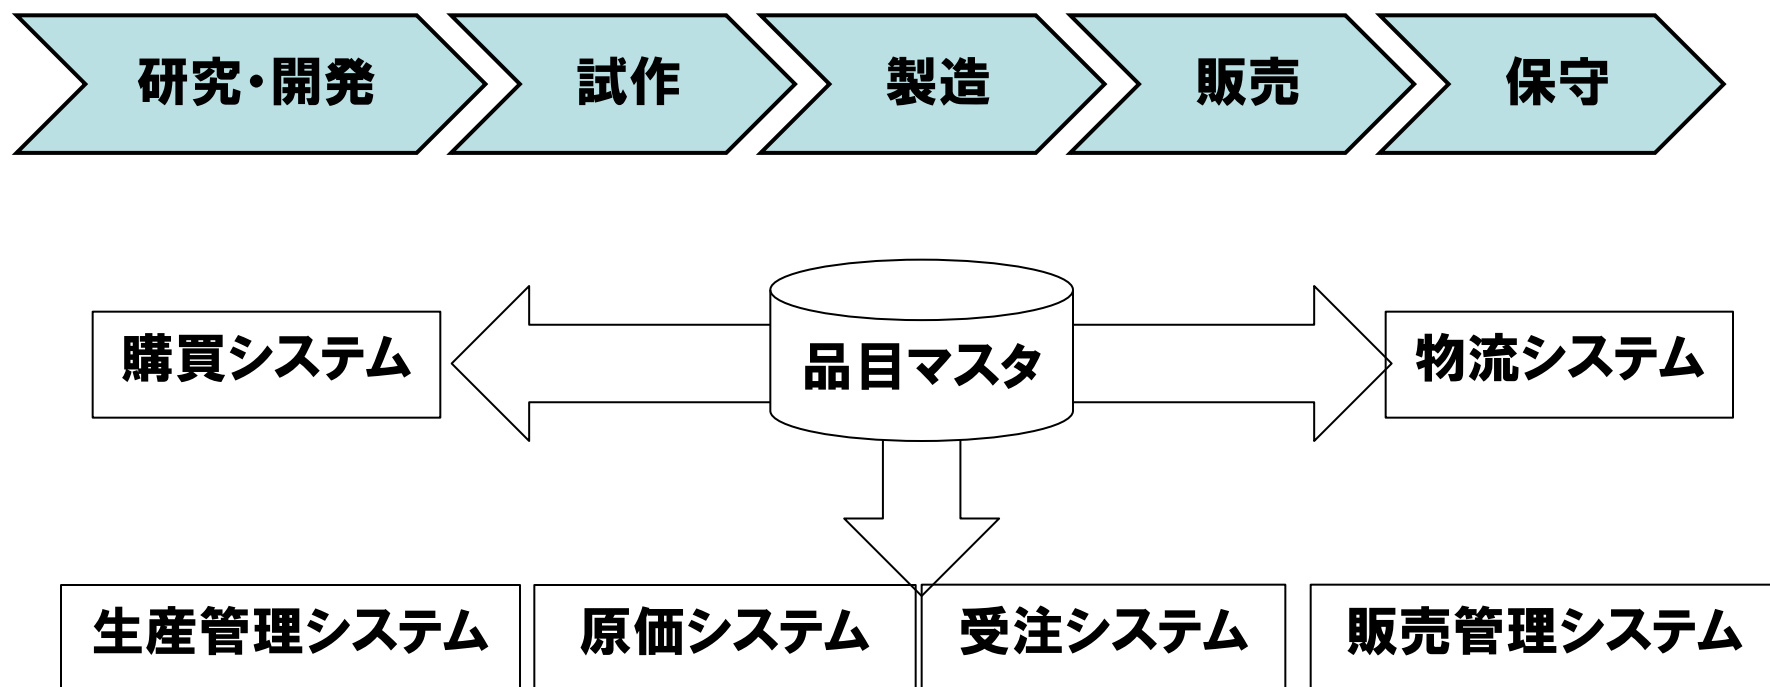 研究・開発
試作
製造
販売
保守
購買システム
品目マスタ
物流システム
生産管理システム
原価システム
受注システム
販売管理システム